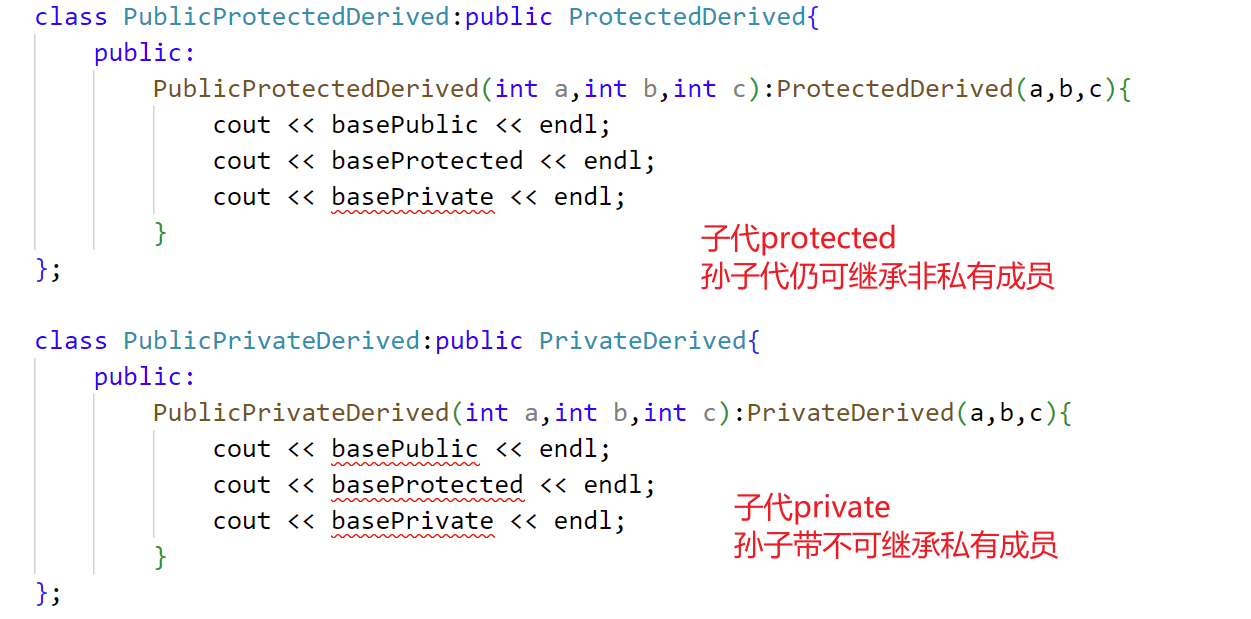 class PublicProtectedDerived:public ProtectedDerived{
public:
PublicProtectedDerived(int a,int b,int c):ProtectedDerived(a,b,c){
cout << basePublic << endl;
cout << baseProtected << endl;
cout << basePrivate << endl;
}
子代protected
孙子代仍可继承非私有成员
};
class PublicPrivateDerived:public PrivateDerived{
public:
PublicPrivateDerived(int a,int b,int c):PrivateDerived(a,b,c){
cout << basePublic << endl;
cout << baseProtected << endl;
cout << basePrivate << endl;
子代private
孙子带不可继承私有成员
}
};